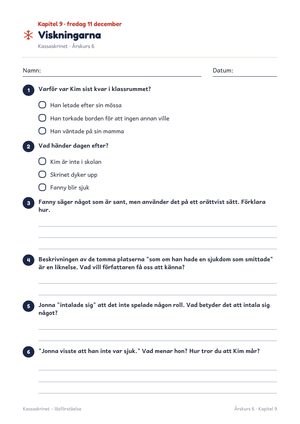 Kapitel 9 · fredag 11 december
Viskningarna
Kassaskrinet · Årskurs 6
Namn:
Datum:
1 Varför var Kim sist kvar i klassrummet?
Han letade efter sin mössa
Han torkade borden för att ingen annan ville
Han väntade på sin mamma
2 Vad händer dagen efter?
Kim är inte i skolan
Skrinet dyker upp
Fanny blir sjuk
3 Fanny säger något som är sant, men använder det på ett orättvist sätt. Förklara
hur.
4 Beskrivningen av de tomma platserna "som om han hade en sjukdom som smittade"
är en liknelse. Vad vill författaren få oss att känna?
5 Jonna "intalade sig" att det inte spelade någon roll. Vad betyder det att intala sig
något?
6 "Jonna visste att han inte var sjuk." Vad menar hon? Hur tror du att Kim mår?
Kassaskrinet – läsförståelse
Årskurs 6 · Kapitel 9